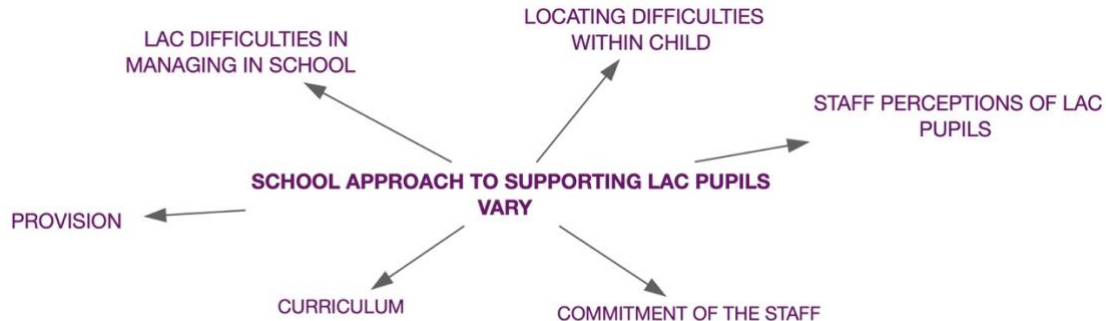 LOCATING DIFFICULTIES
WITHIN CHILD
LAC DIFFICULTIES IN
MANAGING IN SCHOOL
STAFF PERCEPTIONS OF LAC
PUPILS
SCHOOL APPROACH TO SUPPORTING LAC PUPILS
VARY
PROVISION
CURRICULUM
COMMITMENT OF THE STAFF